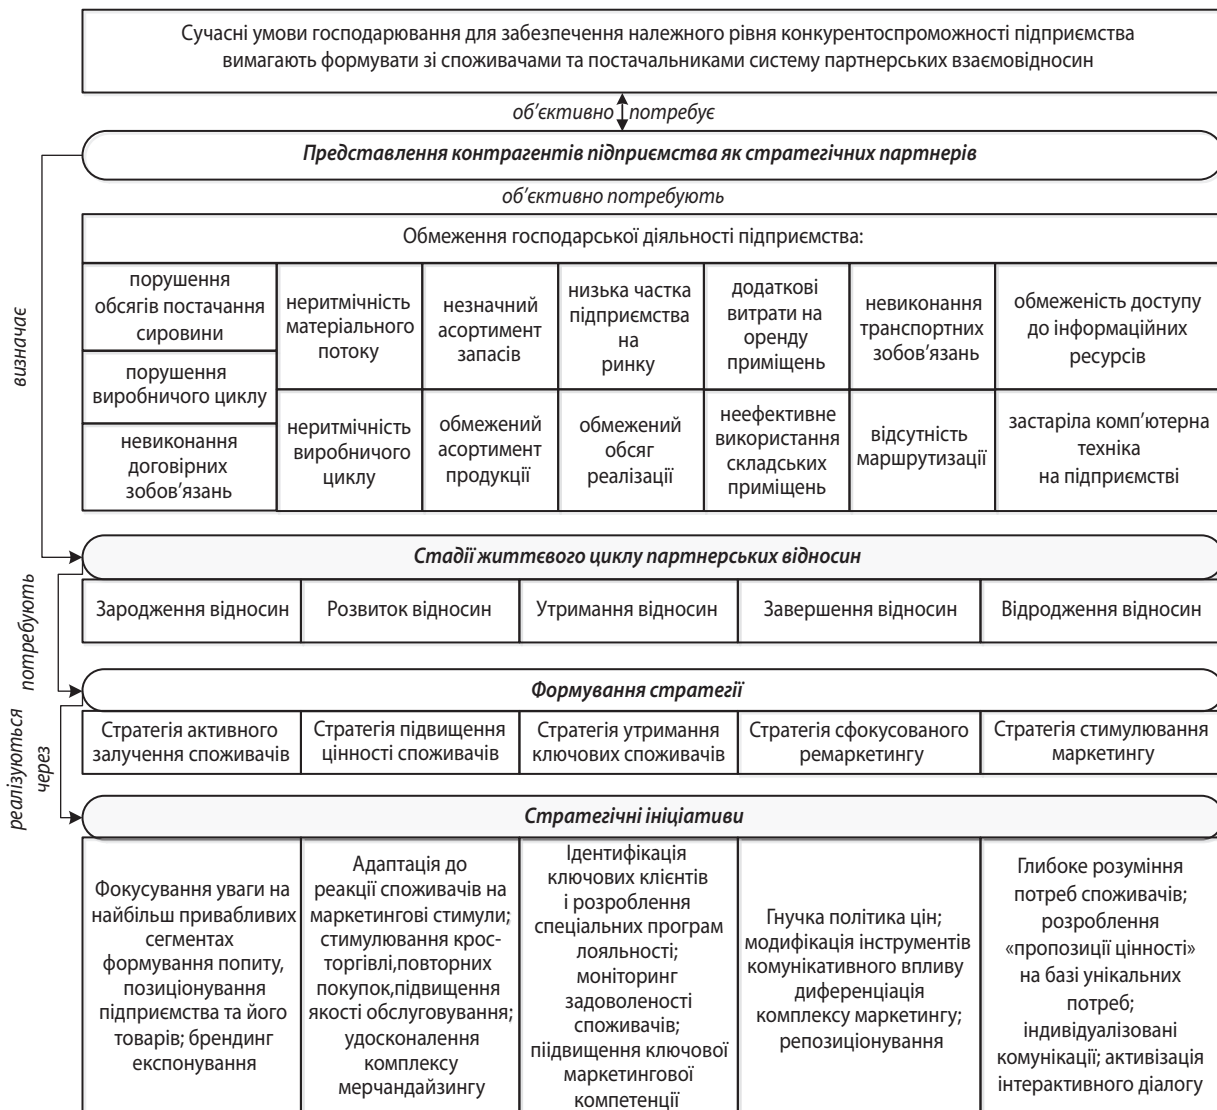 Сучасні умови господарювання для забезпечення належного рівня конкурентоспроможності підприємства
вимагають формувати зі споживачами та постачальниками систему партнерських взаємовідносин
об’єктивно потребує
Представлення контрагентів підприємства як стратегічних партнерів
об’єктивно потребують
визначає
Обмеження господарської діяльності підприємства:
порушення
обсягів постачання
сировини
порушення
виробничого циклу
невиконання
договірних
зобов’язань
неритмічність
матеріального
потоку
неритмічність
виробничого
циклу
незначний
асортимент
запасів
обмежений
асортимент
продукції
низька частка
підприємства
на
ринку
обмежений
обсяг
реалізації
додаткові
витрати на
оренду
приміщень
неефективне
використання
складських
приміщень
невиконання
транспортних
зобов’язань
відсутність
маршрутизації
обмеженість доступу
до інформаційних
ресурсів
застаріла комп’ютерна
техніка
на підприємстві
Стадії життєвого циклу партнерських відносин
потребують
Зародження відносин
Розвиток відносин
Утримання відносин
Завершення відносин
Відродження відносин
Формування стратегії
реалізуються
через
Стратегія активного
залучення споживачів
Стратегія підвищення
цінності споживачів
Стратегія утримання
ключових споживачів
Стратегія сфокусованого
ремаркетингу
Стратегія стимулювання
маркетингу
Стратегічні ініціативи
Фокусування уваги на
найбільш привабливих
сегментах
формування попиту,
позиціонування
підприємства та його
товарів; брендинг
експонування
Адаптація до
реакції споживачів на
маркетингові стимули;
стимулювання крос-
торгівлі,повторних
покупок,підвищення
якості обслуговування;
удосконалення
комплексу
мерчандайзингу
Ідентифікація
ключових клієнтів
і розроблення
спеціальних програм
лояльності;
моніторинг
задоволеності
споживачів;
піідвищення ключової
маркетингової
компетенції
Гнучка політика цін;
модифікація інструментів
комунікативного впливу
диференціація
комплексу маркетингу;
репозиціонування
Глибоке розуміння
потреб споживачів;
розроблення
«пропозиції цінності»
на базі унікальних
потреб;
індивідуалізовані
комунікації; активізація
інтерактивного діалогу